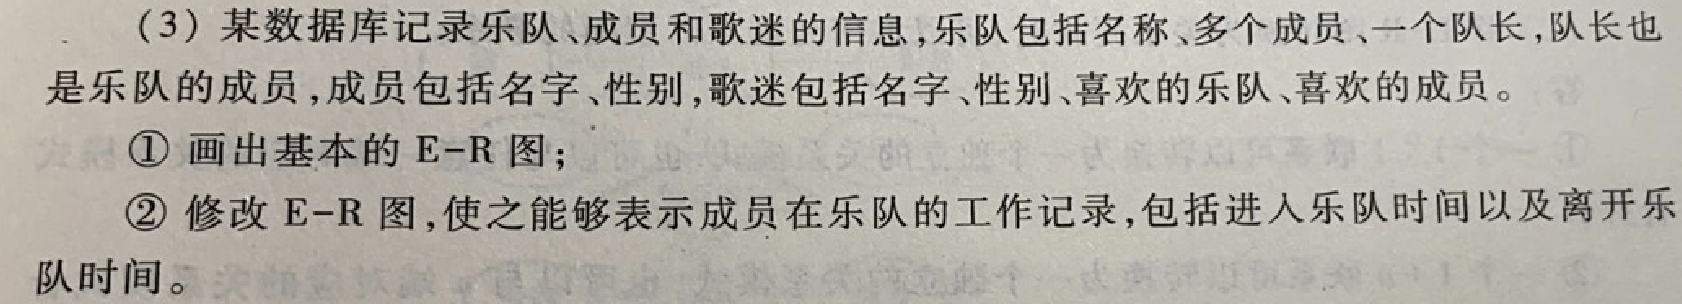 （3）某数据库记录乐队、成员和歌迷的信息,乐队包括名称、多个成员、一个队长,队长也
是乐队的成员,成员包括名字、性别,歌迷包括名字、性别、喜欢的乐队、喜欢的成员。
① 画出基本的 E-R 图;
② 修改 E-R 图,使之能够表示成员在乐队的工作记录,包括进入乐队时间以及离开乐
队时间。